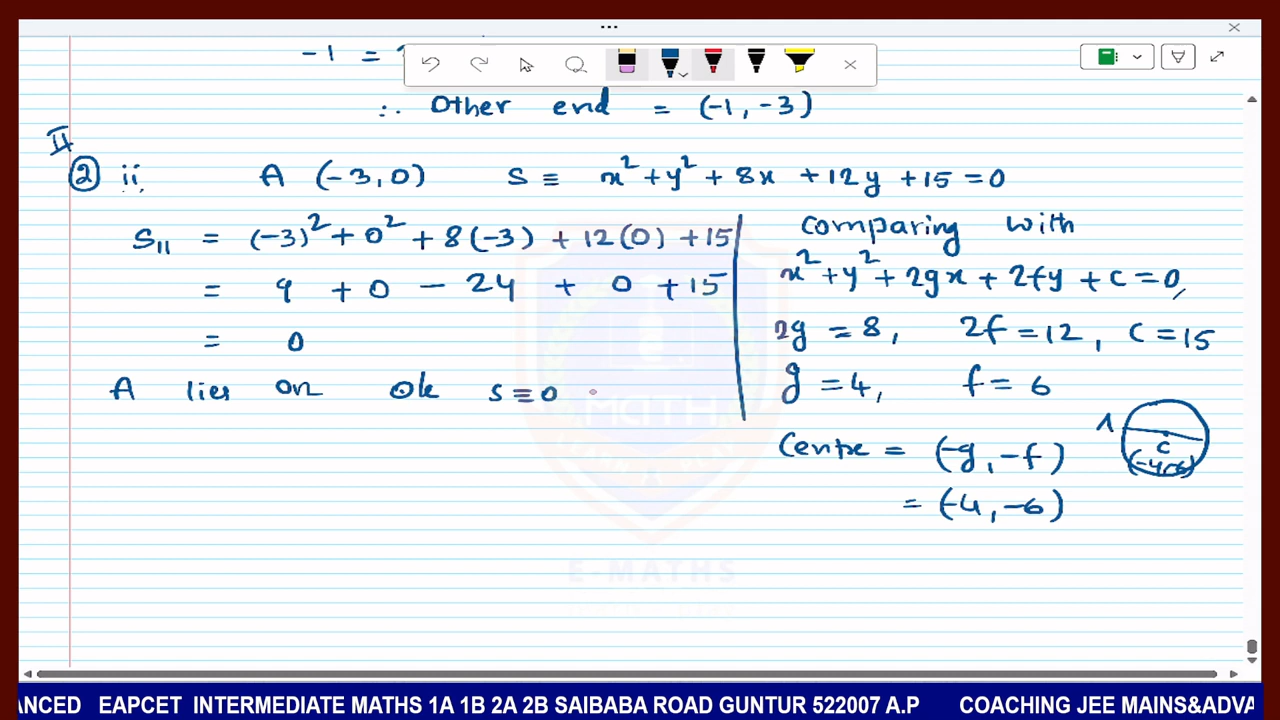 -1 =
∴ Other end = (-1, -3)
II
② ii A (-3, 0) S ≡ x² + y² + 8x + 12y + 15 = 0
S₁₁ = (-3)² + 0² + 8(-3) + 12(0) + 15
= 9 + 0 - 24 + 0 + 15
= 0
A lies on S ≡ 0
comparing with
x² + y² + 2gx + 2fy + c = 0,
2g = 8, 2f = 12, c = 15
g = 4, f = 6
Centre = (-g, -f)
= (-4, -6)
A
C
MATH
E-MATHS
ANCED EAPCET INTERMEDIATE MATHS 1A 1B 2A 2B SAIBABA ROAD GUNTUR 522007 A.P COACHING JEE MAINS&ADVA